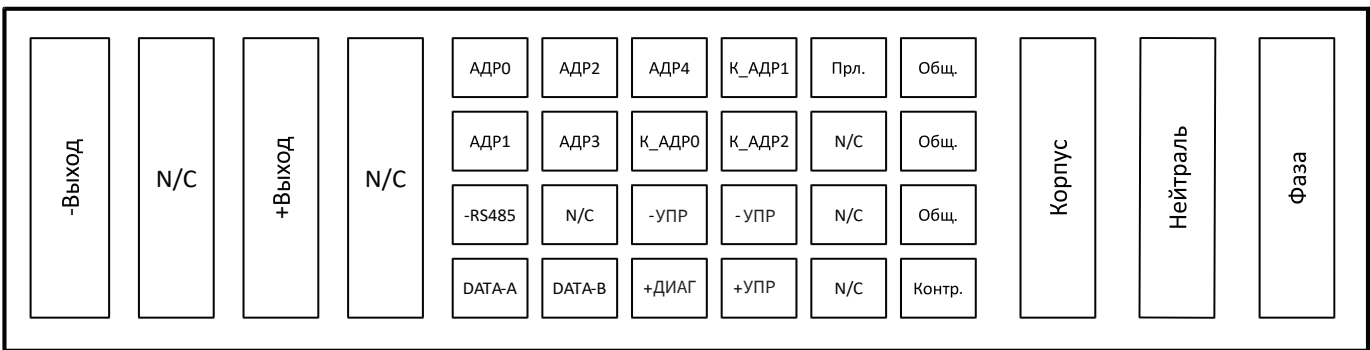 -Выход
N/C
+Выход
N/C
АДР0 АДР2 АДР4 К_АДР1 Прл. Общ.
АДР1 АДР3 К_АДР0 К_АДР2 N/C Общ.
-RS485 N/C -УПР -УПР N/C Общ.
DATA-A DATA-B +ДИАГ +УПР N/C Контр.
Корпус
Нейтраль
Фаза